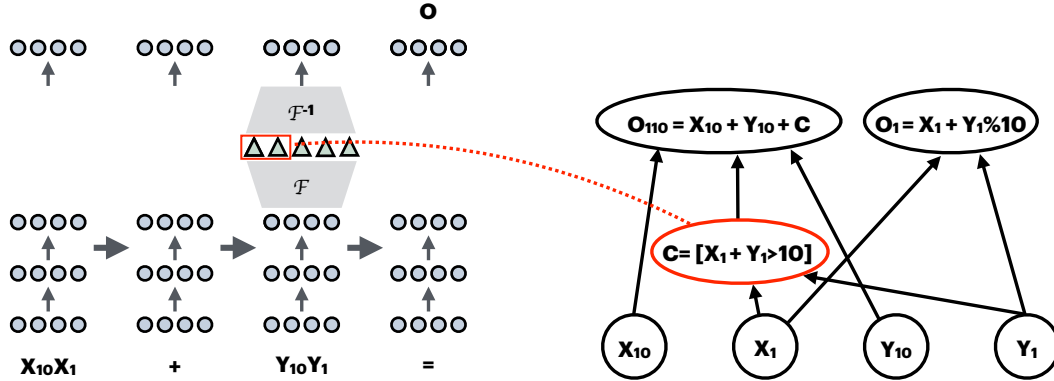 O
ℱ⁻¹
ℱ
X₁₀X₁ + Y₁₀Y₁ =
O₁₁₀ = X₁₀ + Y₁₀ + C
O₁ = X₁ + Y₁%10
C= [X₁ + Y₁>10]
X₁₀ X₁ Y₁₀ Y₁